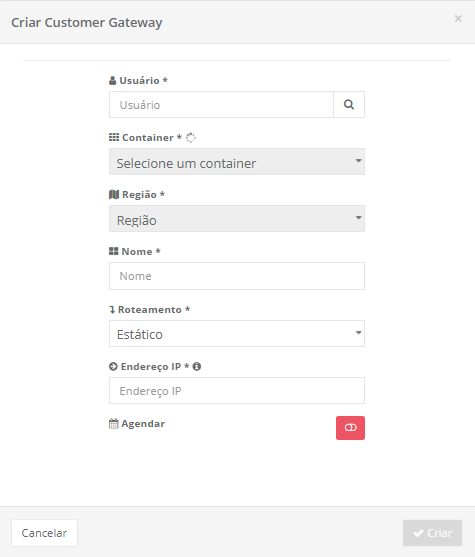 Criar Customer Gateway
×
Usuário *
Usuário
Container *
Selecione um container
Região *
Região
Nome *
Nome
Roteamento *
Estático
Endereço IP *
Endereço IP
Agendar
Cancelar
Criar